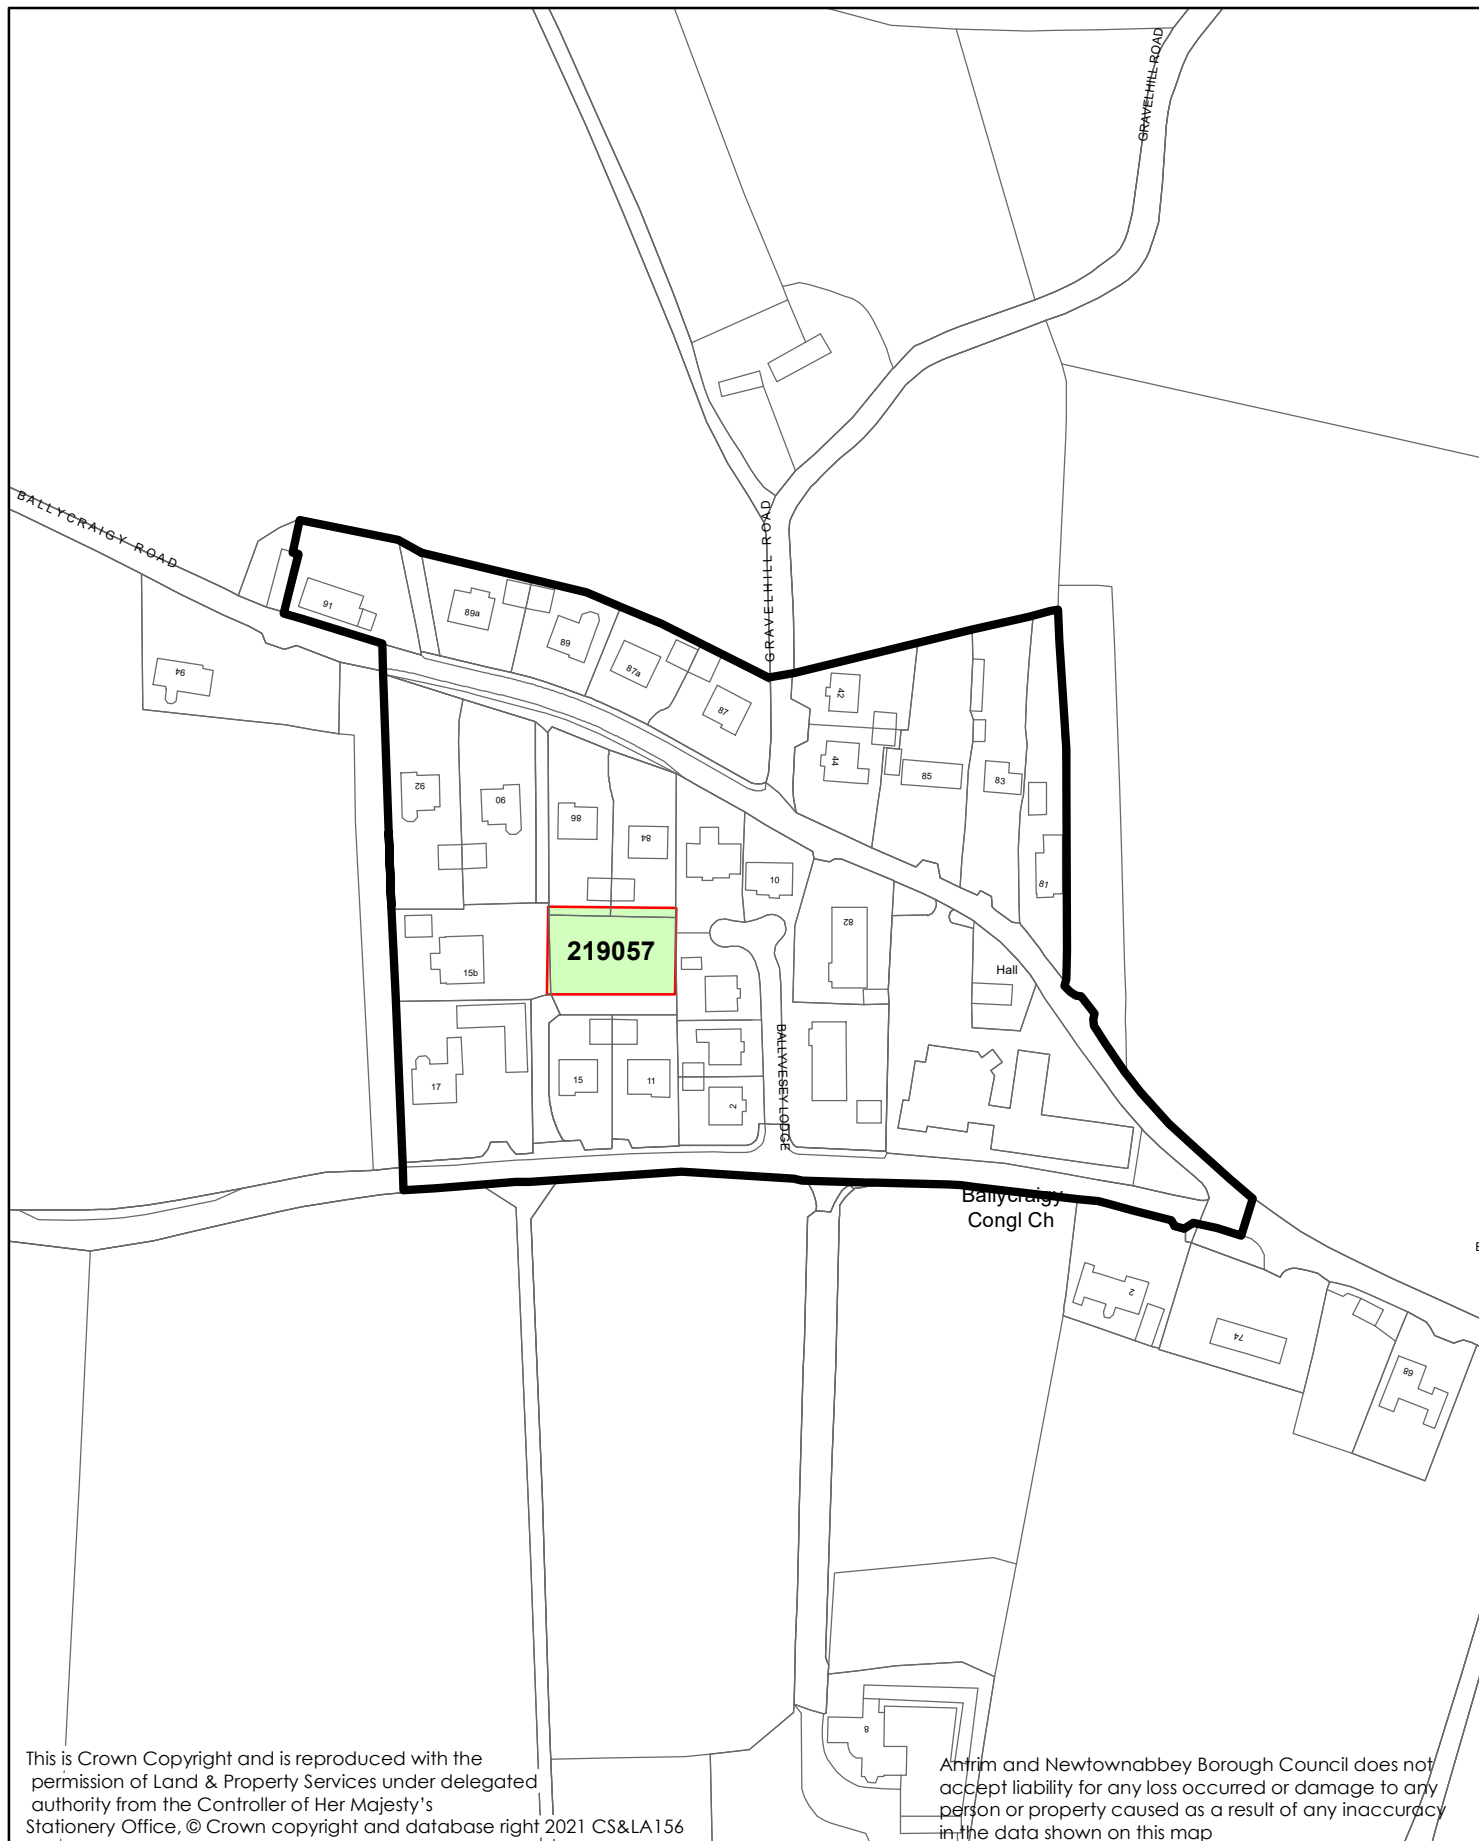 GRAVELHILL ROAD
BALLYCRAIGY ROAD
GRAVELHILL ROAD
91
89a
89
87a
87
94
42
44
85
83
81
92
90
86
84
10
82
219057
15b
Hall
BALLYVESEY LODGE
17
15
11
2
Ballycraigy
Congl Ch
2
74
68
8
This is Crown Copyright and is reproduced with the
permission of Land & Property Services under delegated
authority from the Controller of Her Majesty's
Stationery Office, © Crown copyright and database right 2021 CS&LA156
Antrim and Newtownabbey Borough Council does not
accept liability for any loss occurred or damage to any
person or property caused as a result of any inaccuracy
in the data shown on this map